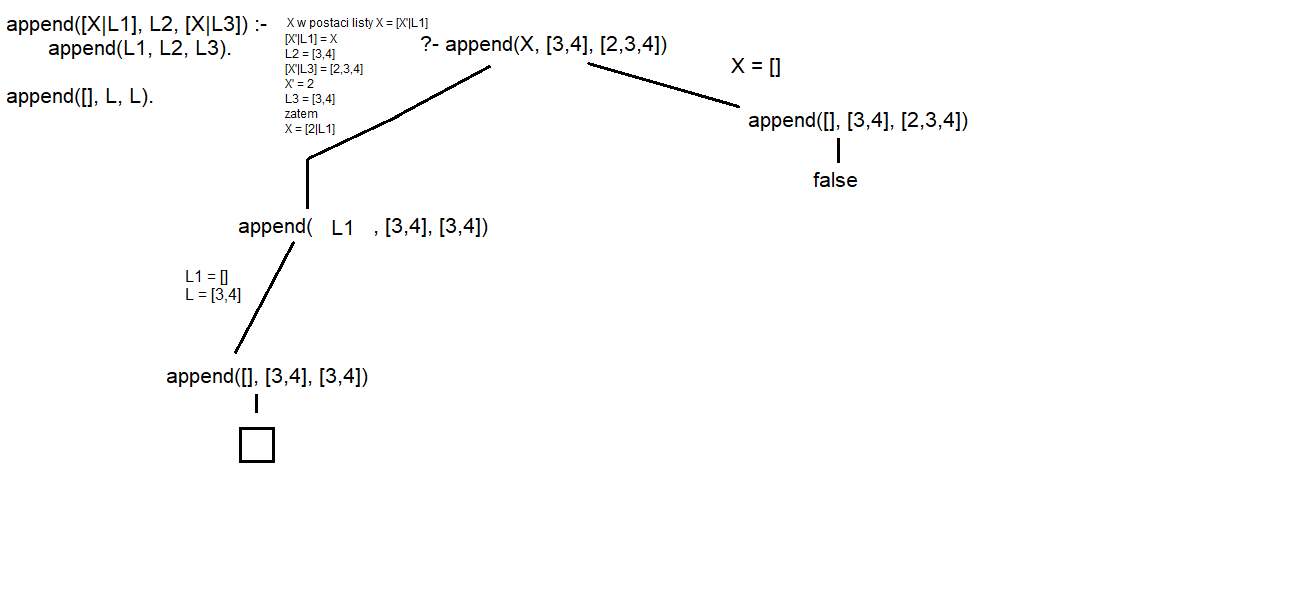 append([X|L1], L2, [X|L3]) :-
append(L1, L2, L3).
append([], L, L).
X w postaci listy X = [X'|L1]
[X'|L1] = X
L2 = [3,4]
[X'|L3] = [2,3,4]
X' = 2
L3 = [3,4]
zatem
X = [2|L1]
?- append(X, [3,4], [2,3,4])
X = []
append([], [3,4], [2,3,4])
false
append( L1 , [3,4], [3,4])
L1 = []
L = [3,4]
append([], [3,4], [3,4])